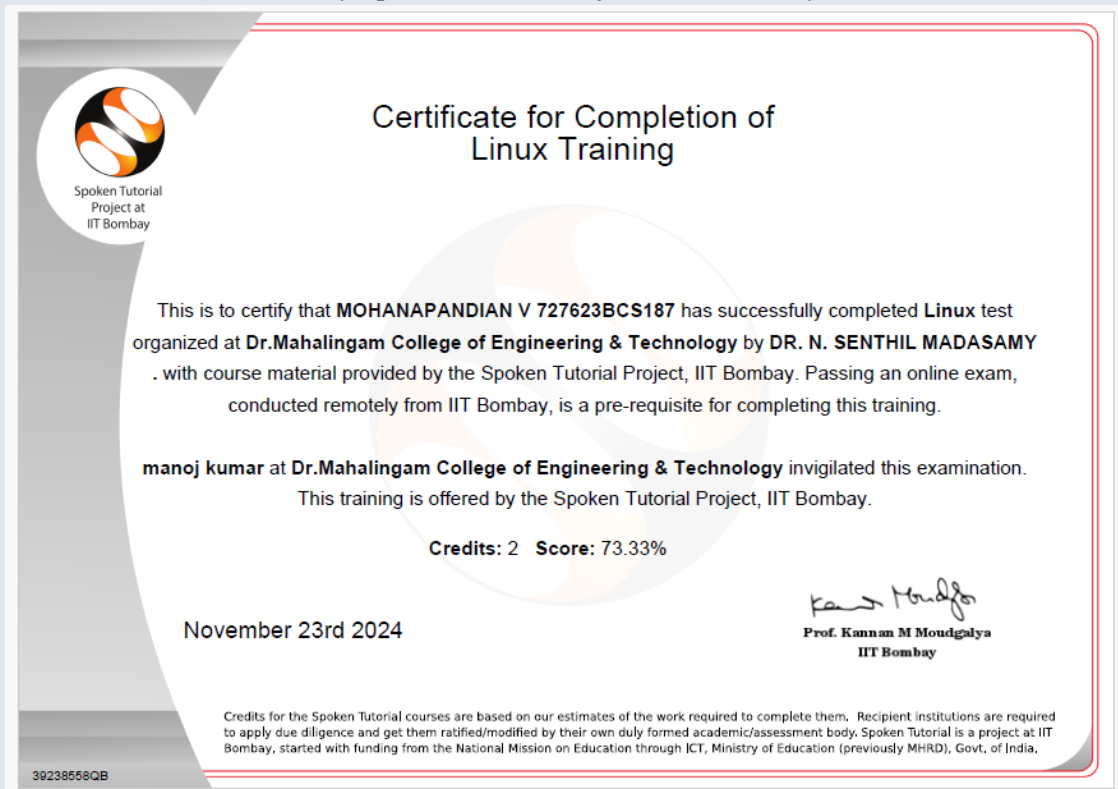 Certificate for Completion of
Linux Training
Spoken Tutorial
Project at
IIT Bombay
This is to certify that MOHANAPANDIAN V 727623BCS187 has successfully completed Linux test
organized at Dr.Mahalingam College of Engineering & Technology by DR. N. SENTHIL MADASAMY
. with course material provided by the Spoken Tutorial Project, IIT Bombay. Passing an online exam,
conducted remotely from IIT Bombay, is a pre-requisite for completing this training.
manoj kumar at Dr.Mahalingam College of Engineering & Technology invigilated this examination.
This training is offered by the Spoken Tutorial Project, IIT Bombay.
Credits: 2 Score: 73.33%
November 23rd 2024
Prof. Kannan M Moudgalya
IIT Bombay
Credits for the Spoken Tutorial courses are based on our estimates of the work required to complete them. Recipient institutions are required
to apply due diligence and get them ratified/modified by their own duly formed academic/assessment body. Spoken Tutorial is a project at IIT
Bombay, started with funding from the National Mission on Education through ICT, Ministry of Education (previously MHRD), Govt. of India.
39238558QB